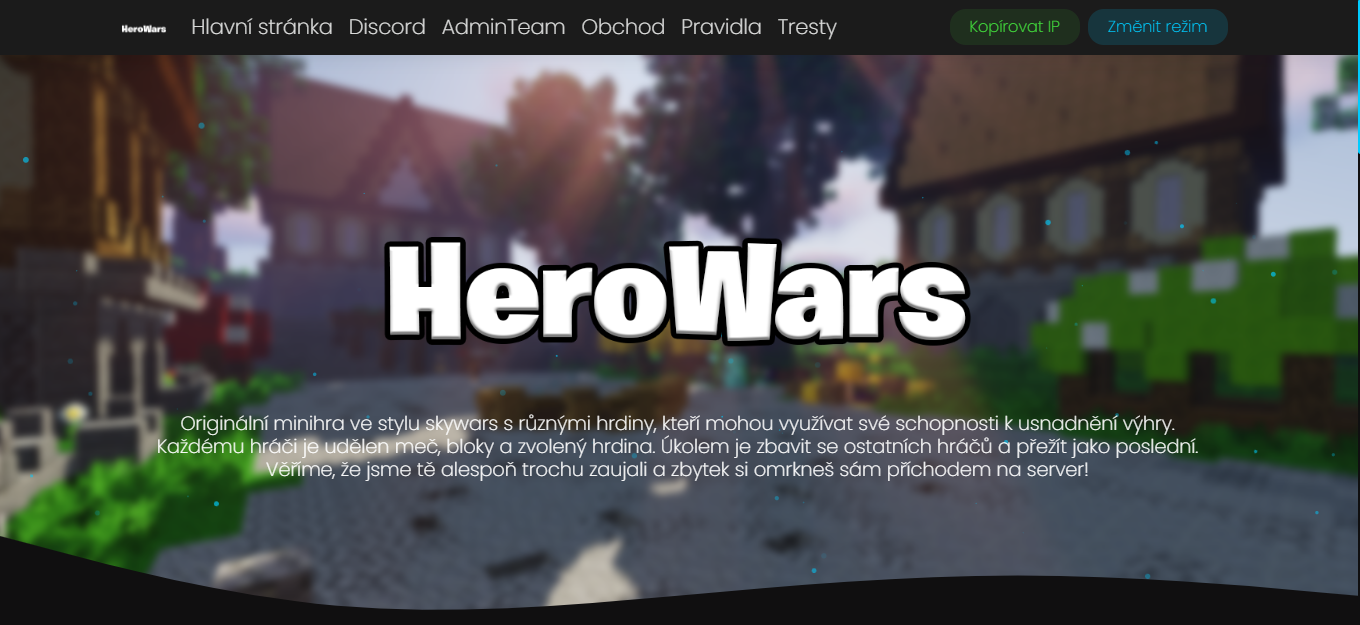 HeroWars Hlavní stránka Discord AdminTeam Obchod Pravidla Tresty Kopírovat IP Změnit režim
HeroWars
Originální minihra ve stylu skywars s různými hrdiny, kteří mohou využívat své schopnosti k usnadnění výhry.
Každému hráči je udělen meč, bloky a zvolený hrdina. Úkolem je zbavit se ostatních hráčů a přežít jako poslední.
Věříme, že jsme tě alespoň trochu zaujali a zbytek si omrkneš sám příchodem na server!